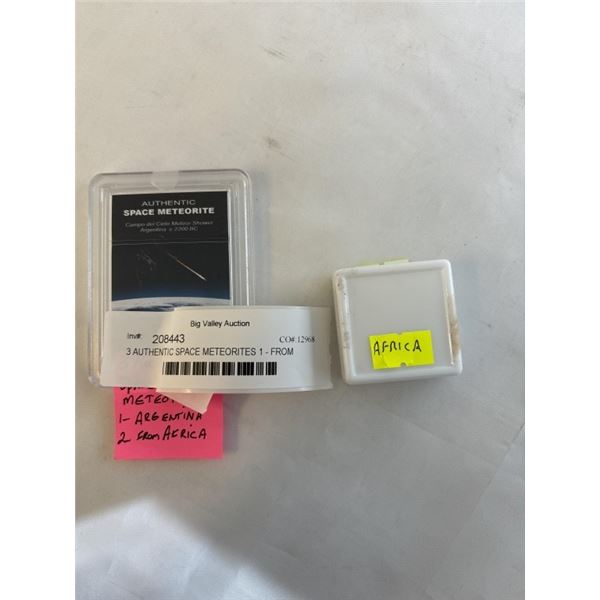 AUTHENTIC
SPACE METEORITE
Campo del Cielo Meteor Shower
Argentina ± 2200 BC
Big Valley Auction
Inv#: 208443 CO#:12968
3 AUTHENTIC SPACE METEORITES 1 - FROM
METEO
1- ARGENTINA
2 FROM AFRICA
AFRICA